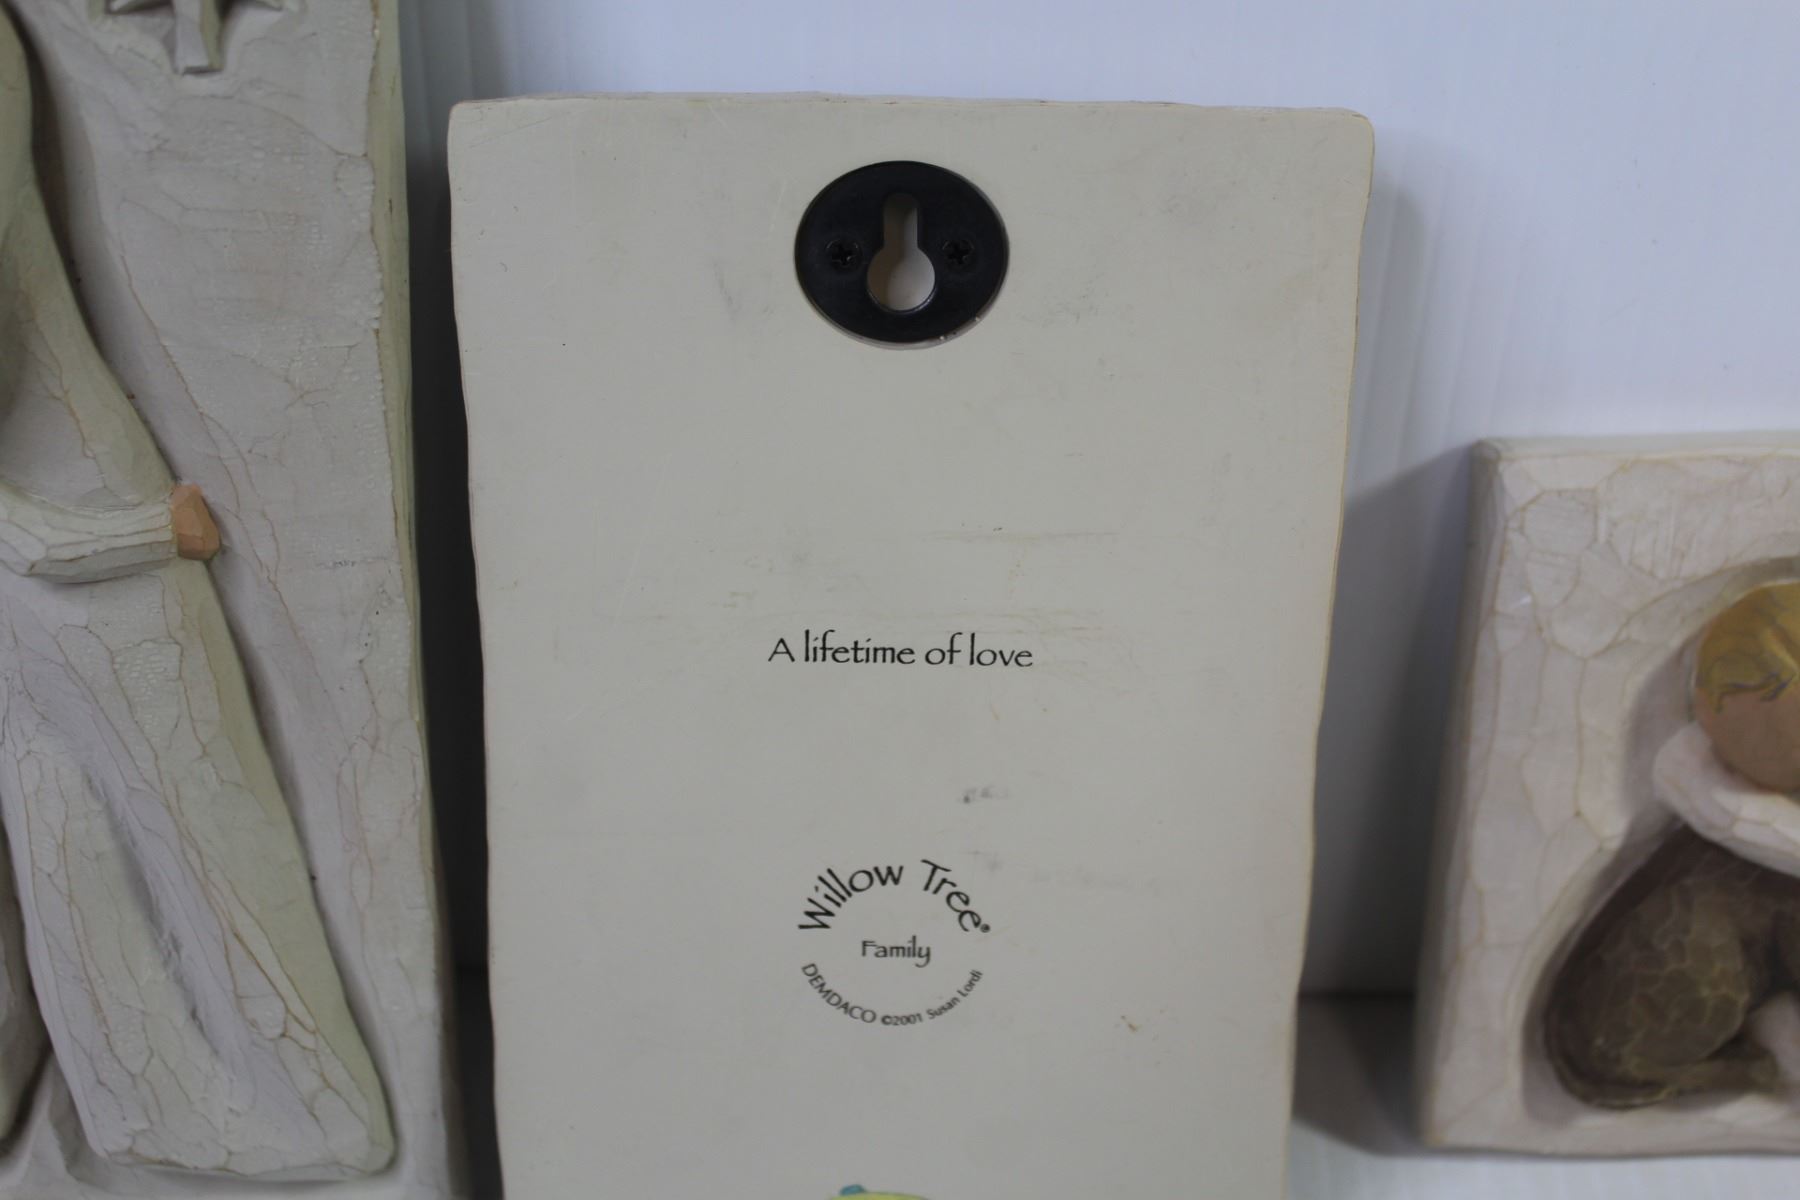 A lifetime of love
Willow Tree®
Family
DEMDACO ©2001 Susan Lordi